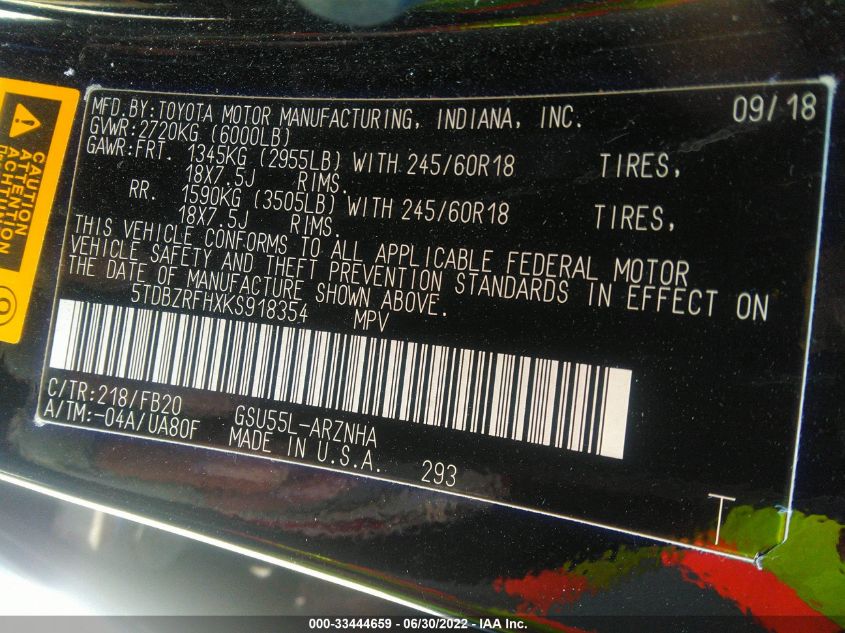 MFD.BY:TOYOTA MOTOR MANUFACTURING, INDIANA, INC. 09/18
GVWR:2720KG (6000LB)
GAWR:FRT. 1345KG (2955LB) WITH 245/60R18 TIRES,
18X7.5J RIMS.
RR. 1590KG (3505LB) WITH 245/60R18 TIRES,
18X7.5J RIMS.
THIS VEHICLE CONFORMS TO ALL APPLICABLE FEDERAL MOTOR
VEHICLE SAFETY AND THEFT PREVENTION STANDARDS IN EFFECT ON
THE DATE OF MANUFACTURE SHOWN ABOVE.
5TDBZRFHXKS918354 MPV
C/TR:218/FB20
A/TM:-04A/UA80F
GSU55L-ARZNHA
MADE IN U.S.A. 293
T
CAUTION
ATTENTION
ACHTUNG
000-33444659 - 06/30/2022 - IAA Inc.